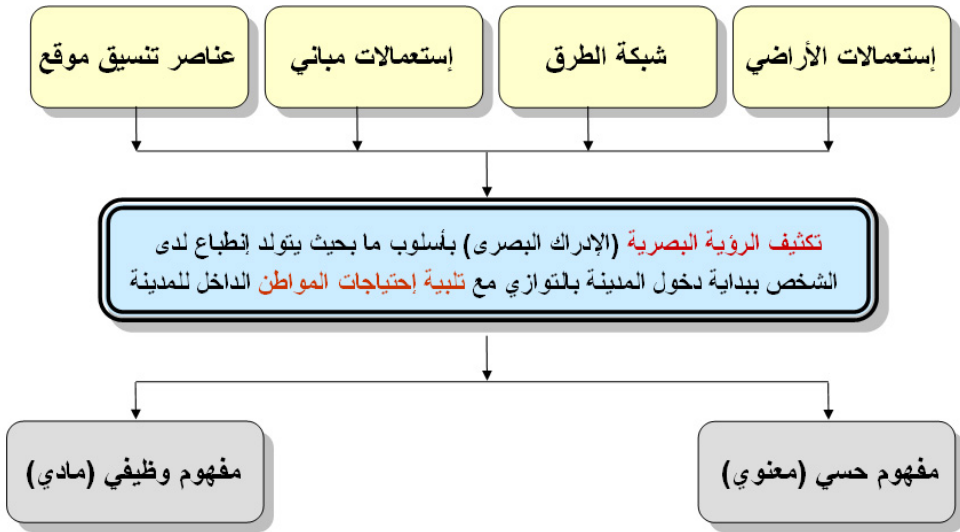 إستعمالات الأراضي
شبكة الطرق
إستعمالات مباني
عناصر تنسيق موقع
تكثيف الرؤية البصرية (الإدراك البصرى) بأسلوب ما بحيث يتولد إنطباع لدى
الشخص ببداية دخول المدينة بالتوازي مع تلبية إحتياجات المواطن الداخل للمدينة
مفهوم حسي (معنوي)
مفهوم وظيفي (مادي)